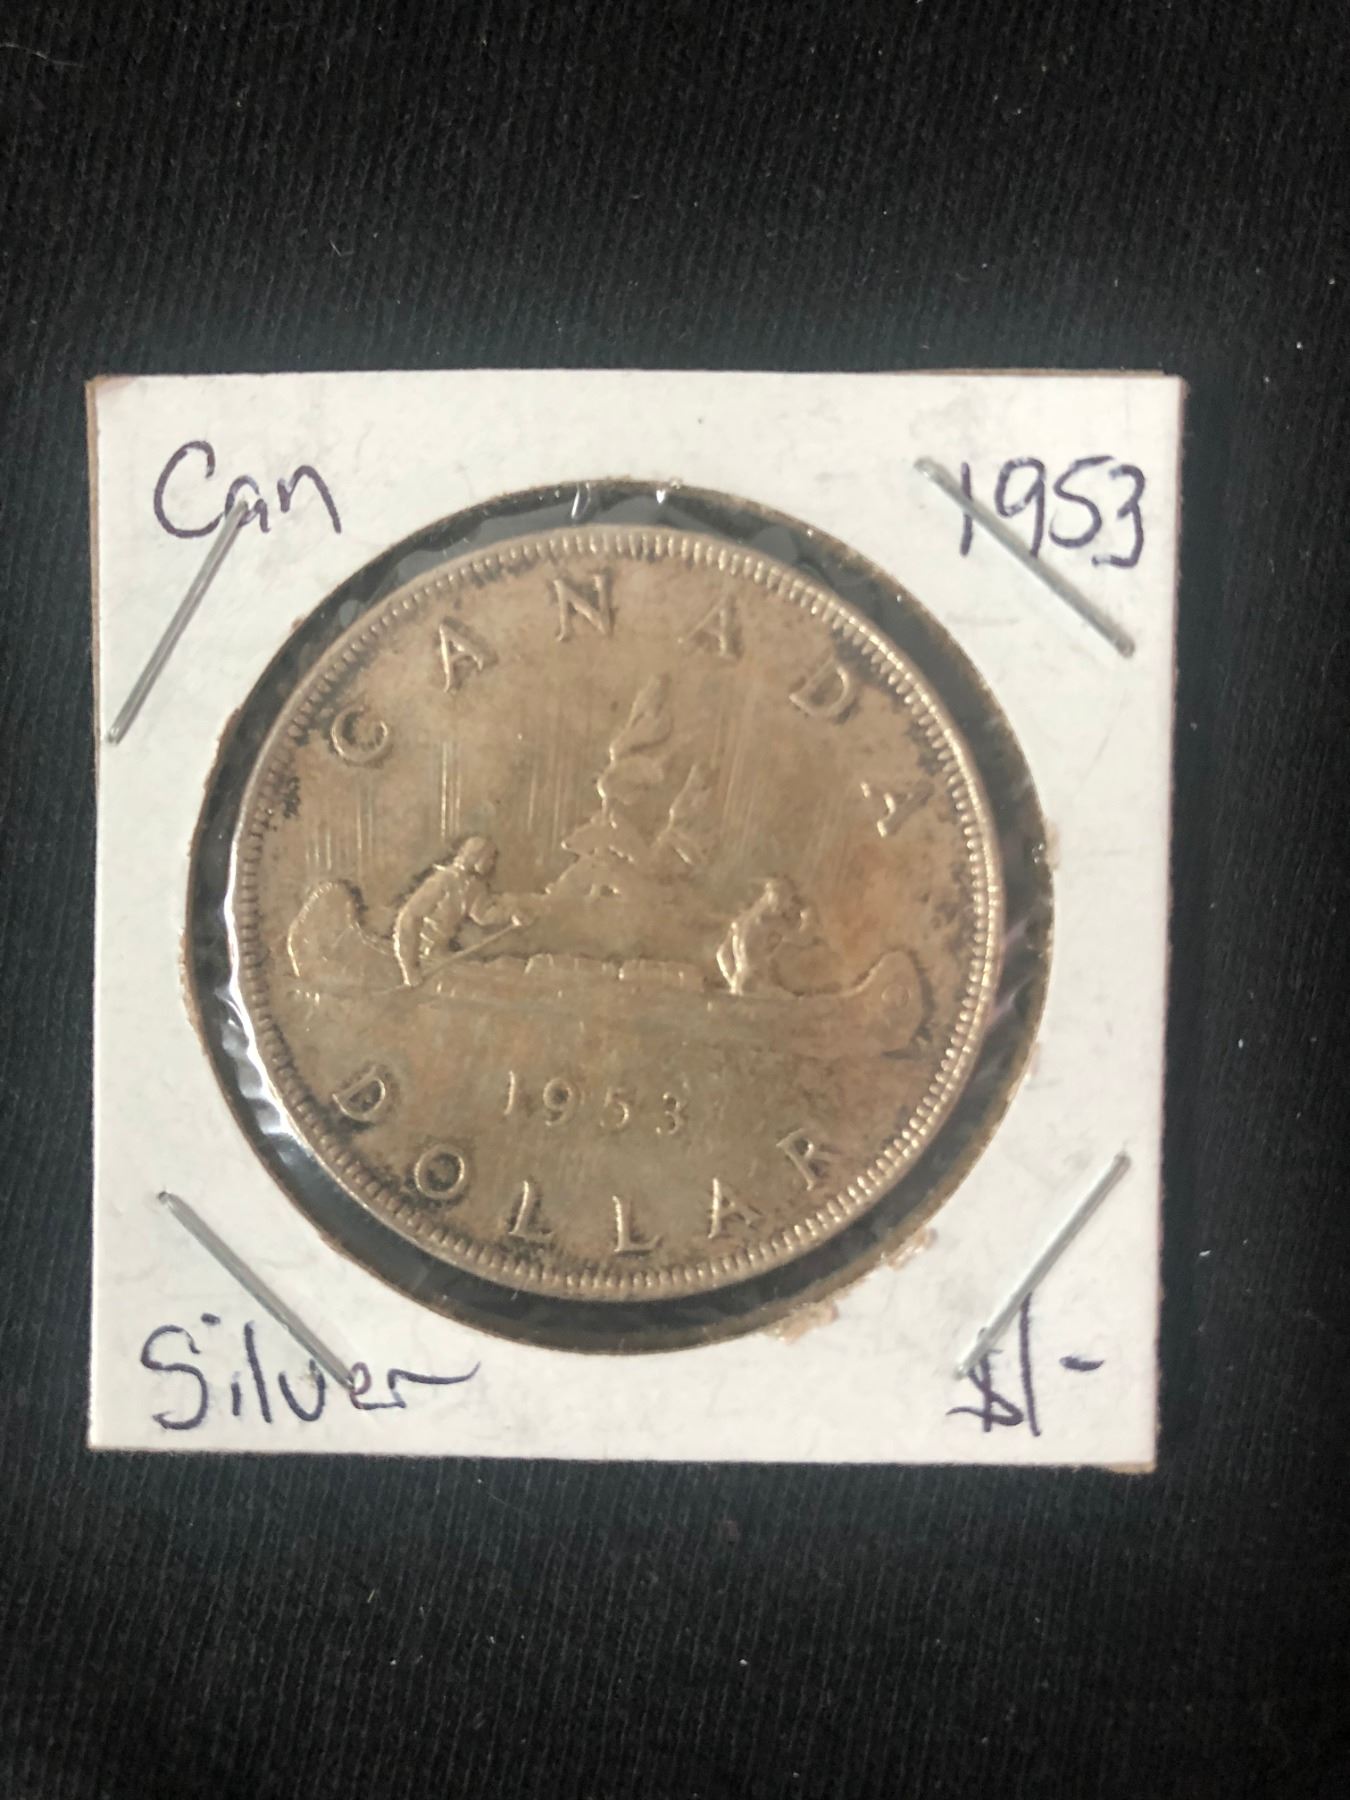 Can 1953
CANADA
1953
DOLLAR
Silver $1-